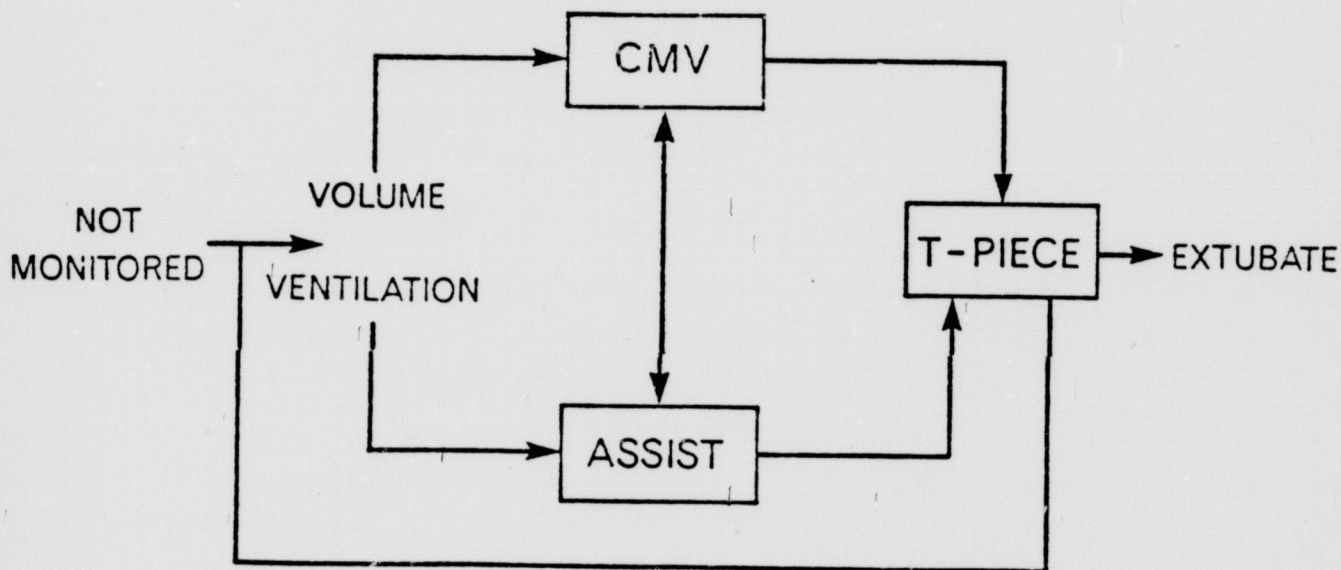 CMV
VOLUME
NOT
MONITORED
VENTILATION
T-PIECE
EXTUBATE
ASSIST